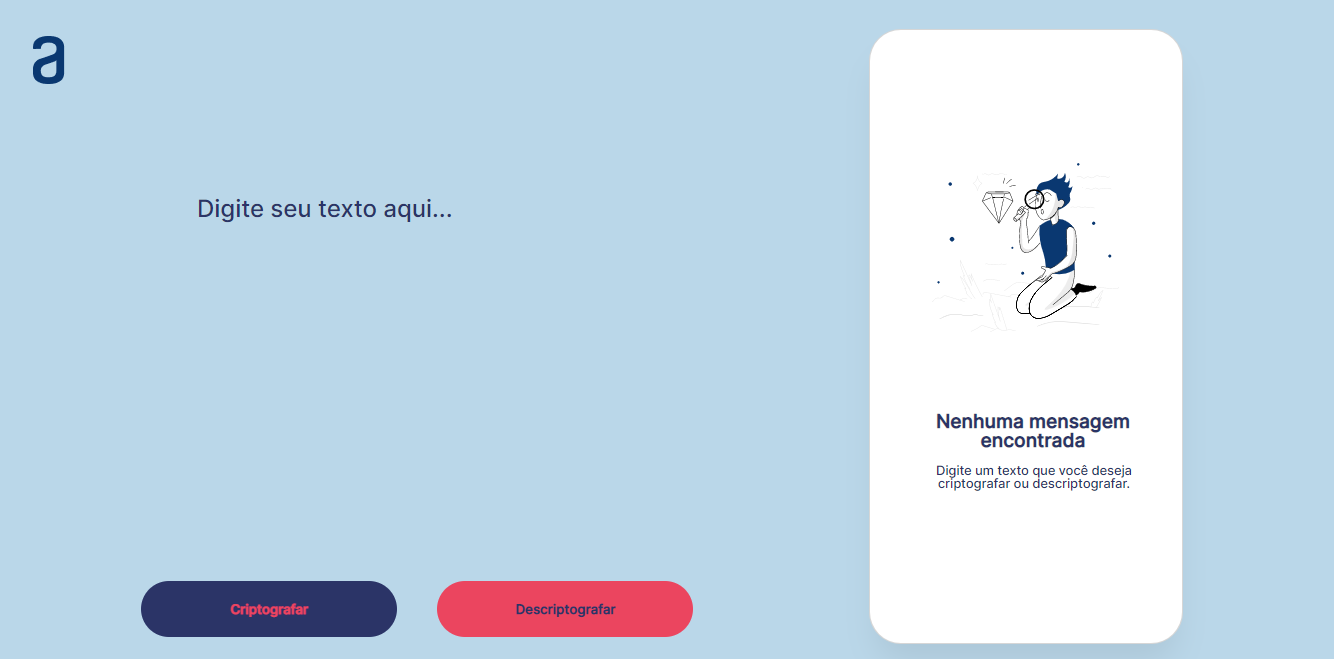 a
Digite seu texto aqui...
Nenhuma mensagem
encontrada
Digite um texto que você deseja
criptografar ou descriptografar.
Criptografar
Descriptografar